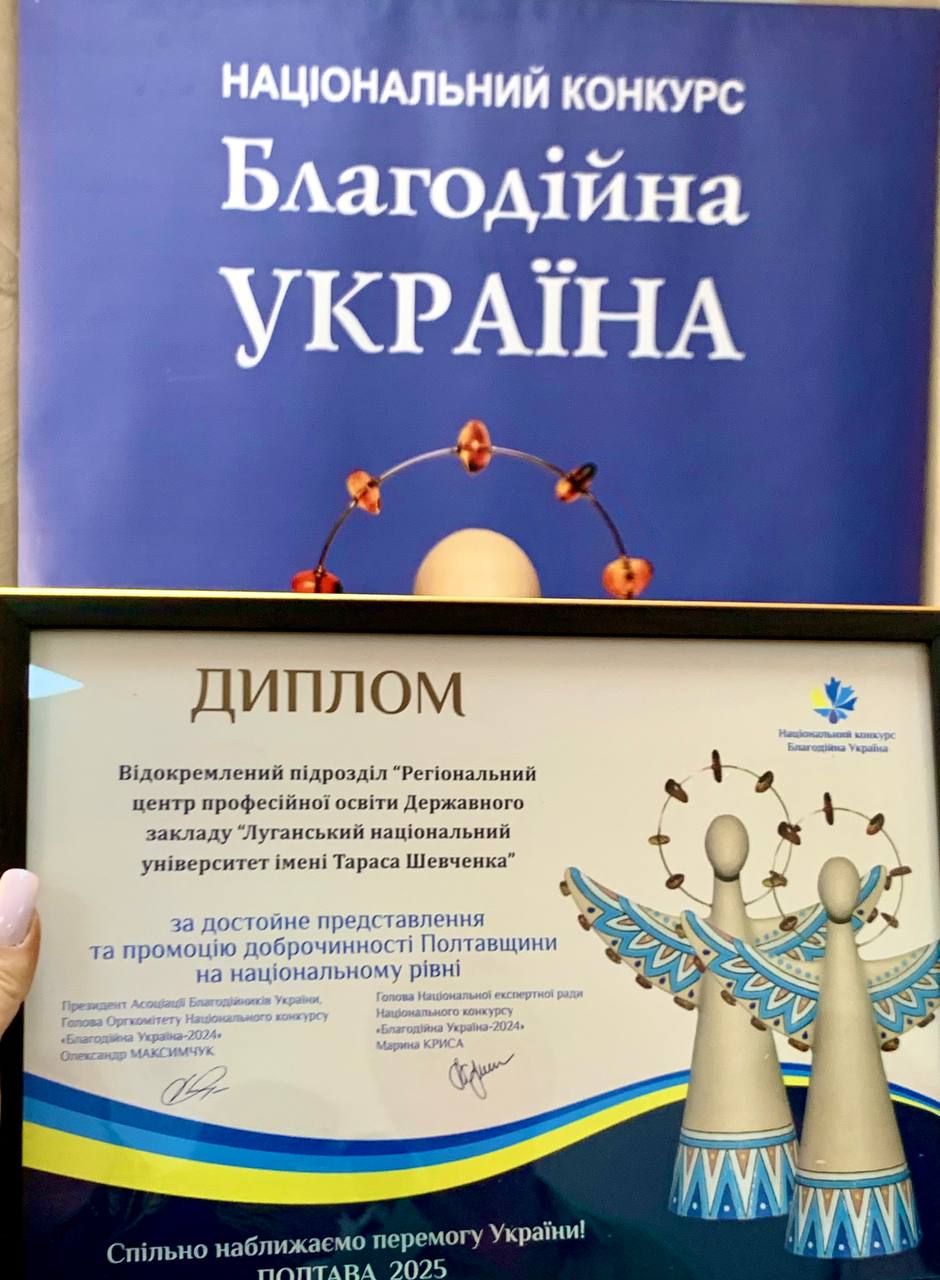 НАЦІОНАЛЬНИЙ КОНКУРС
Благодійна
УКРАЇНА
ДИПЛОМ
Національний конкурс
Благодійна Україна
Відокремлений підрозділ “Регіональний
центр професійної освіти Державного
закладу “Луганський національний
університет імені Тараса Шевченка”
за достойне представлення
та промоцію доброчинності Полтавщини
на національному рівні
Президент Асоціації Благодійників України,
Голова Оргкомітету Національного конкурсу
«Благодійна Україна-2024»
Олександр МАКСИМЧУК
Голова Національної експертної ради
Національного конкурсу
«Благодійна Україна-2024»
Марина КРИСА
Спільно наближаємо перемогу України!
ПОЛТАВА 2025